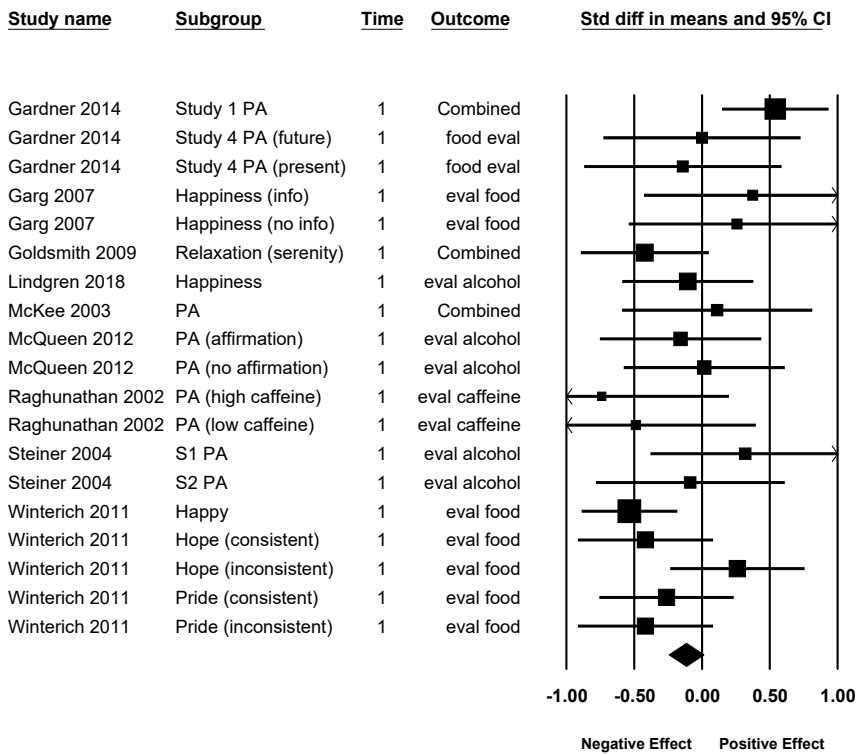 Study name Subgroup Time Outcome Std diff in means and 95% CI
Gardner 2014 Study 1 PA 1 Combined
Gardner 2014 Study 4 PA (future) 1 food eval
Gardner 2014 Study 4 PA (present) 1 food eval
Garg 2007 Happiness (info) 1 eval food
Garg 2007 Happiness (no info) 1 eval food
Goldsmith 2009 Relaxation (serenity) 1 Combined
Lindgren 2018 Happiness 1 eval alcohol
McKee 2003 PA 1 Combined
McQueen 2012 PA (affirmation) 1 eval alcohol
McQueen 2012 PA (no affirmation) 1 eval alcohol
Raghunathan 2002 PA (high caffeine) 1 eval caffeine
Raghunathan 2002 PA (low caffeine) 1 eval caffeine
Steiner 2004 S1 PA 1 eval alcohol
Steiner 2004 S2 PA 1 eval alcohol
Winterich 2011 Happy 1 eval food
Winterich 2011 Hope (consistent) 1 eval food
Winterich 2011 Hope (inconsistent) 1 eval food
Winterich 2011 Pride (consistent) 1 eval food
Winterich 2011 Pride (inconsistent) 1 eval food
-1.00 -0.50 0.00 0.50 1.00
Negative Effect Positive Effect